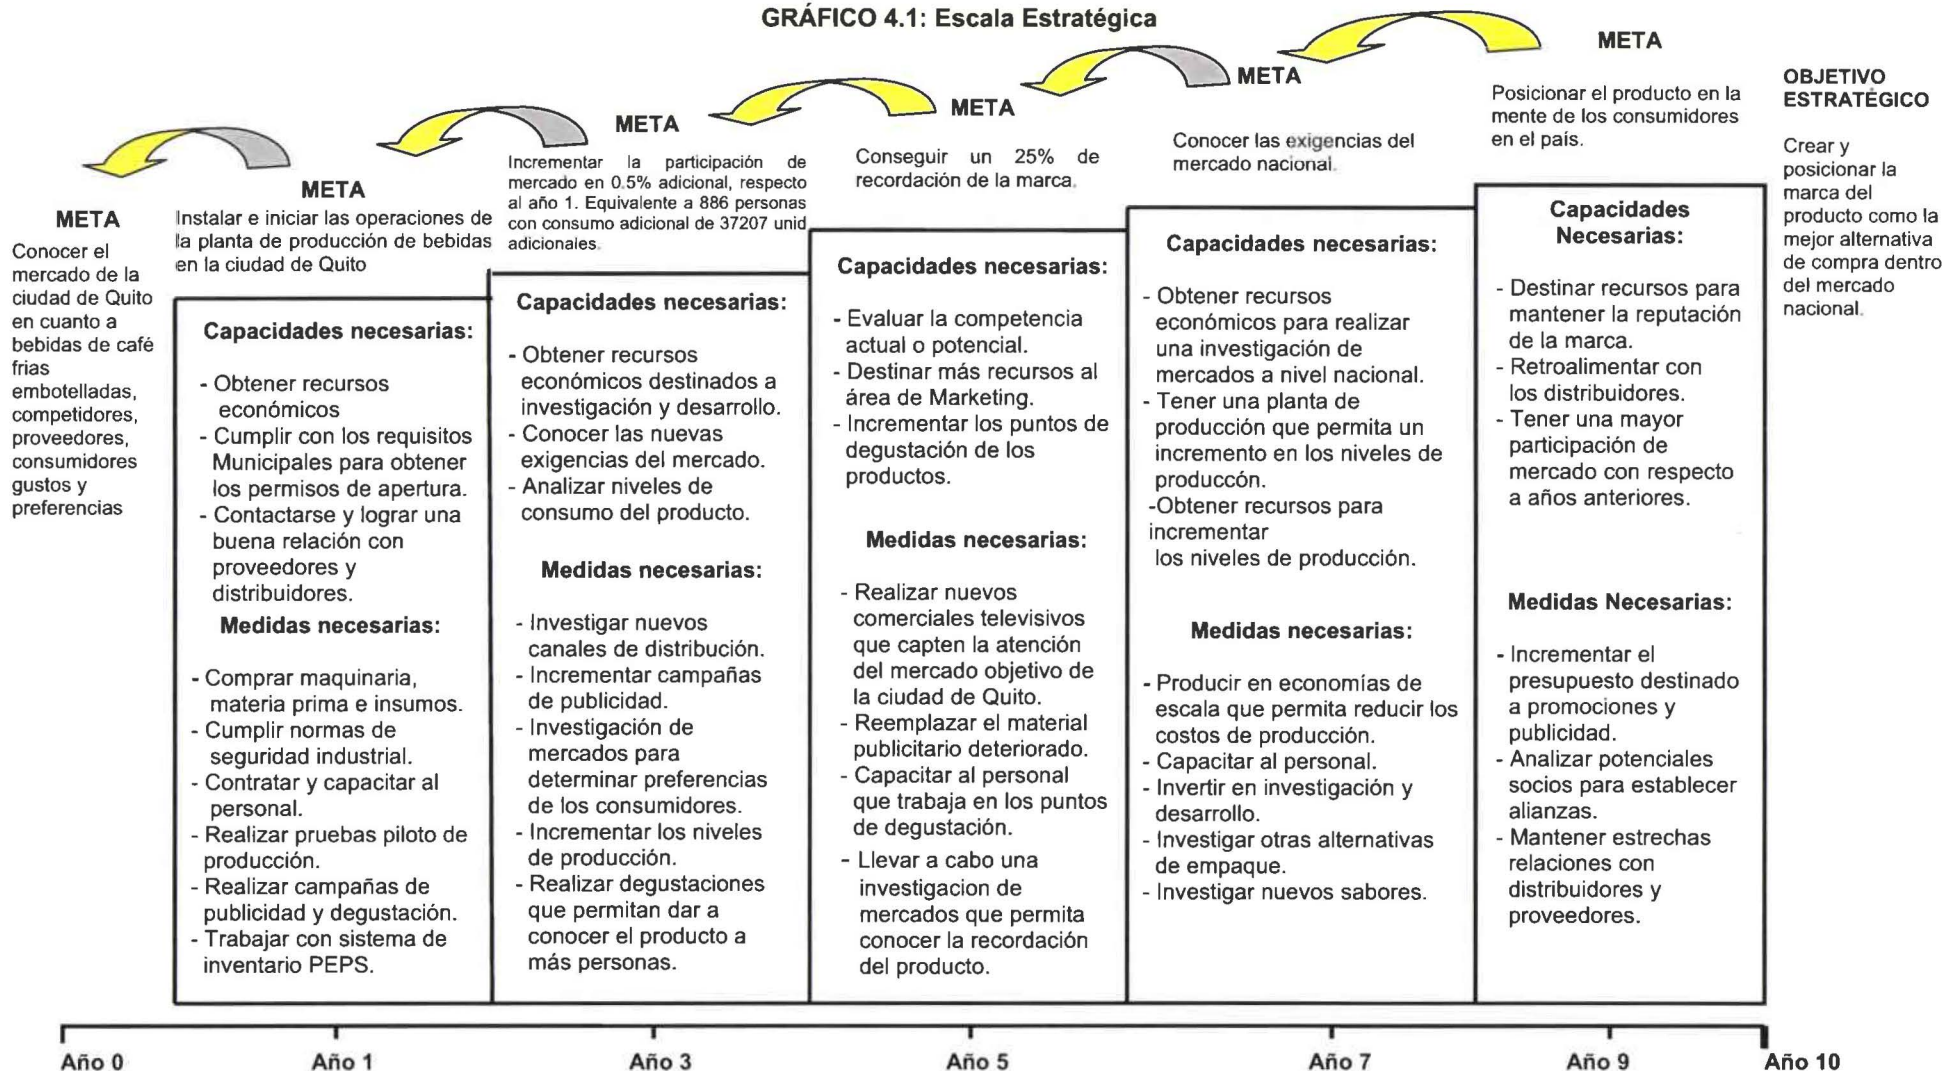 GRÁFICO 4.1: Escala Estratégica
META
Conocer el
mercado de la
ciudad de Quito
en cuanto a
bebidas de café
frias
embotelladas,
competidores,
proveedores,
consumidores
gustos y
preferencias
META
Instalar e iniciar las operaciones de
la planta de producción de bebidas
en la ciudad de Quito
Capacidades necesarias:
- Obtener recursos
económicos
- Cumplir con los requisitos
Municipales para obtener
los permisos de apertura.
- Contactarse y lograr una
buena relación con
proveedores y
distribuidores.
Medidas necesarias:
- Comprar maquinaria,
materia prima e insumos.
- Cumplir normas de
seguridad industrial.
- Contratar y capacitar al
personal.
- Realizar pruebas piloto de
producción.
- Realizar campañas de
publicidad y degustación.
- Trabajar con sistema de
inventario PEPS.
META
Incrementar la participación de
mercado en 0.5% adicional, respecto
al año 1. Equivalente a 886 personas
con consumo adicional de 37207 unid
adicionales.
Capacidades necesarias:
- Obtener recursos
económicos destinados a
investigación y desarrollo.
- Conocer las nuevas
exigencias del mercado.
- Analizar niveles de
consumo del producto.
Medidas necesarias:
- Investigar nuevos
canales de distribución.
- Incrementar campañas
de publicidad.
- Investigación de
mercados para
determinar preferencias
de los consumidores.
- Incrementar los niveles
de producción.
- Realizar degustaciones
que permitan dar a
conocer el producto a
más personas.
META
Conseguir un 25% de
recordación de la marca.
Capacidades necesarias:
- Evaluar la competencia
actual o potencial.
- Destinar más recursos al
área de Marketing.
- Incrementar los puntos de
degustación de los
productos.
Medidas necesarias:
- Realizar nuevos
comerciales televisivos
que capten la atención
del mercado objetivo de
la ciudad de Quito.
- Reemplazar el material
publicitario deteriorado.
- Capacitar al personal
que trabaja en los puntos
de degustación.
- Llevar a cabo una
investigacion de
mercados que permita
conocer la recordación
del producto.
META
Conocer las exigencias del
mercado nacional.
Capacidades necesarias:
- Obtener recursos
económicos para realizar
una investigación de
mercados a nivel nacional.
- Tener una planta de
producción que permita un
incremento en los niveles de
produccón.
-Obtener recursos para
incrementar
los niveles de producción.
Medidas necesarias:
- Producir en economías de
escala que permita reducir los
costos de producción.
- Capacitar al personal.
- Invertir en investigación y
desarrollo.
- Investigar otras alternativas
de empaque.
- Investigar nuevos sabores.
META
Posicionar el producto en la
mente de los consumidores
en el país.
Capacidades
Necesarias:
- Destinar recursos para
mantener la reputación
de la marca.
- Retroalimentar con
los distribuidores.
- Tener una mayor
participación de
mercado con respecto
a años anteriores.
Medidas Necesarias:
- Incrementar el
presupuesto destinado
a promociones y
publicidad.
- Analizar potenciales
socios para establecer
alianzas.
- Mantener estrechas
relaciones con
distribuidores y
proveedores.
OBJETIVO
ESTRATÉGICO
Crear y
posicionar la
marca del
producto como la
mejor alternativa
de compra dentro
del mercado
nacional.
Año 0
Año 1
Año 3
Año 5
Año 7
Año 9
Año 10